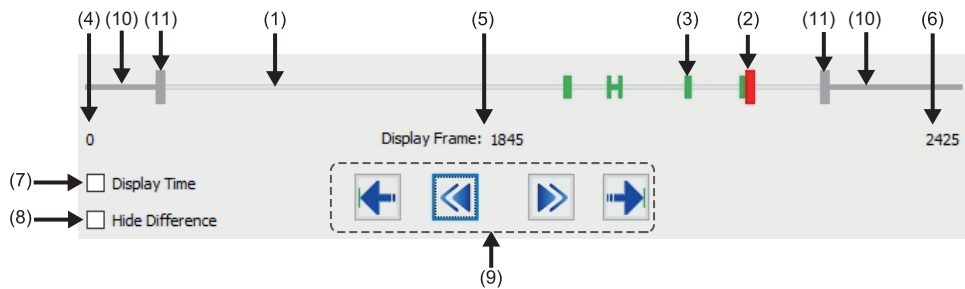 (4) (10) (11) (1) (5) (3) (2) (11) (10) (6)
0 Display Frame: 1845 2425
(7) Display Time
(8) Hide Difference
(9)